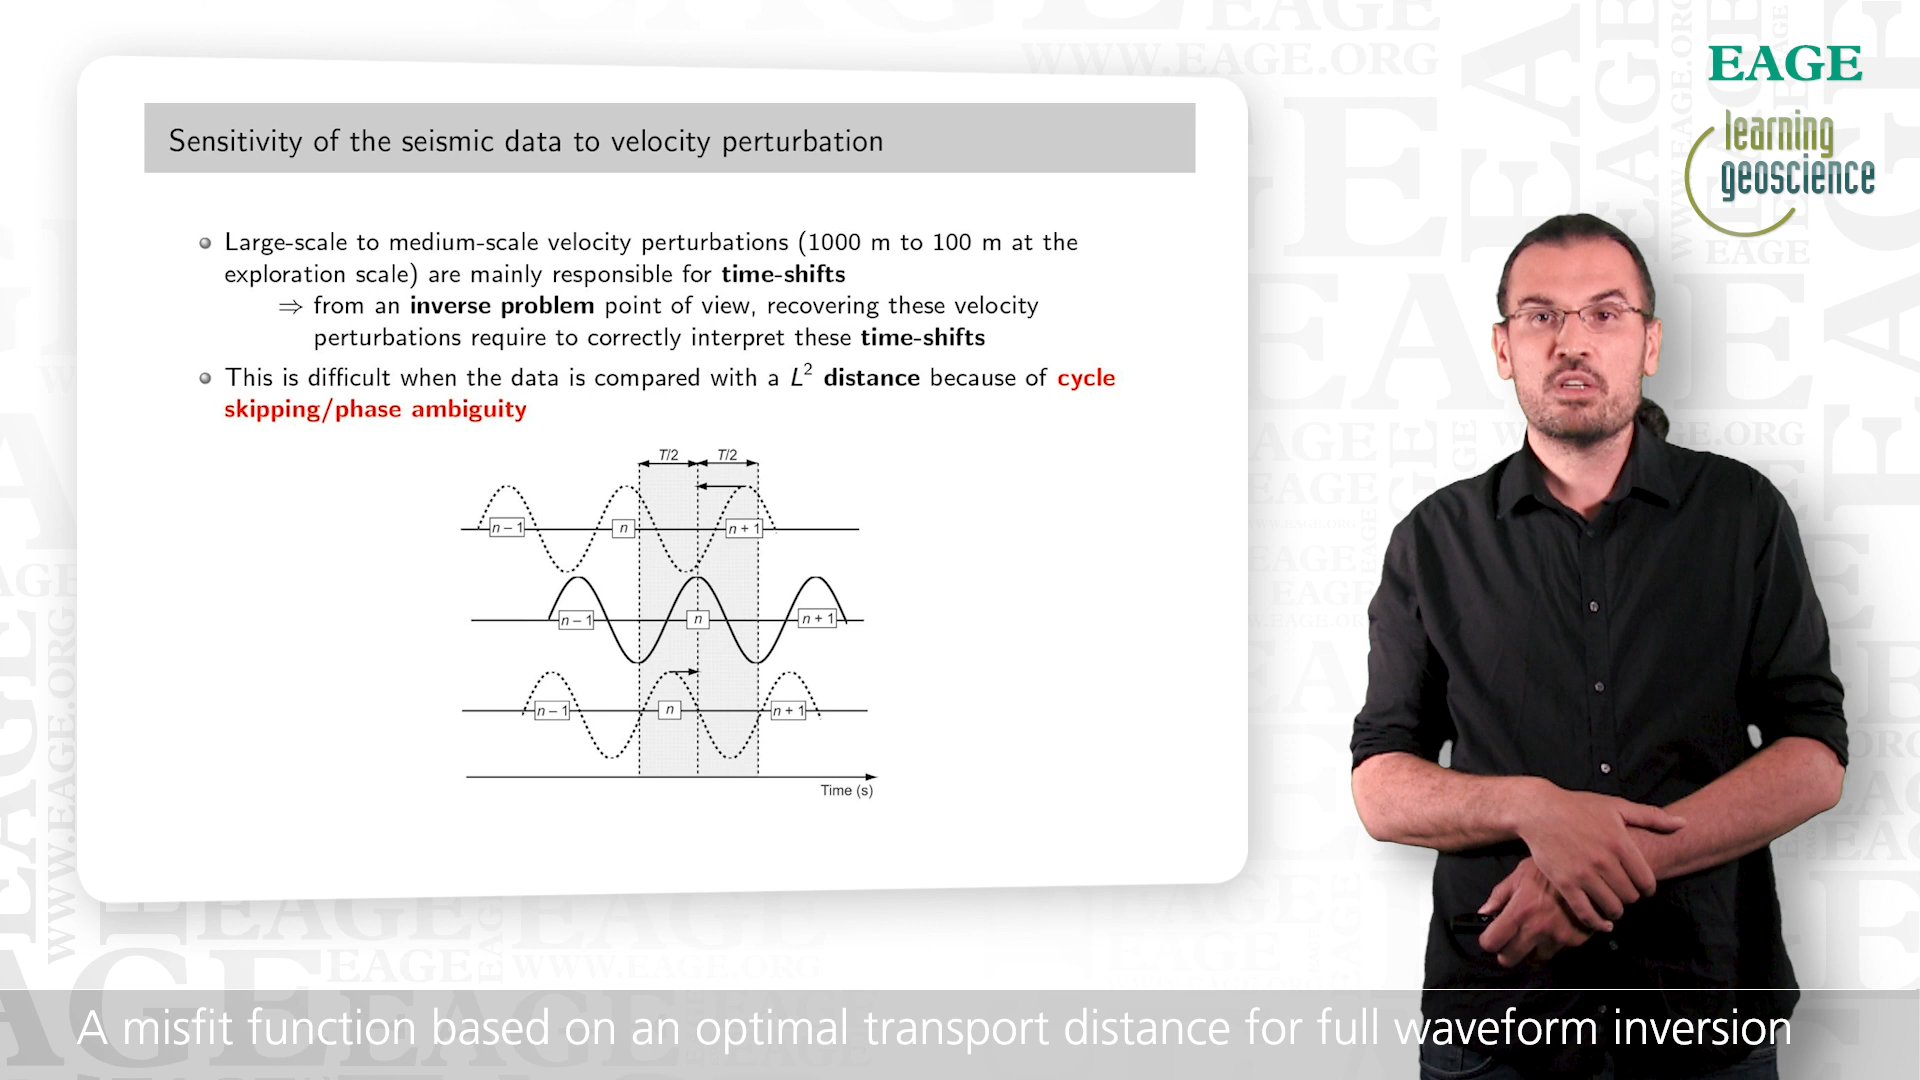 EAGE
learning
geoscience
Sensitivity of the seismic data to velocity perturbation
Large-scale to medium-scale velocity perturbations (1000 m to 100 m at the
exploration scale) are mainly responsible for time-shifts
⇒ from an inverse problem point of view, recovering these velocity
perturbations require to correctly interpret these time-shifts
This is difficult when the data is compared with a L² distance because of cycle
skipping/phase ambiguity
T/2 T/2
n – 1 n n + 1
n – 1 n n + 1
n – 1 n n + 1
Time (s)
A misfit function based on an optimal transport distance for full waveform inversion